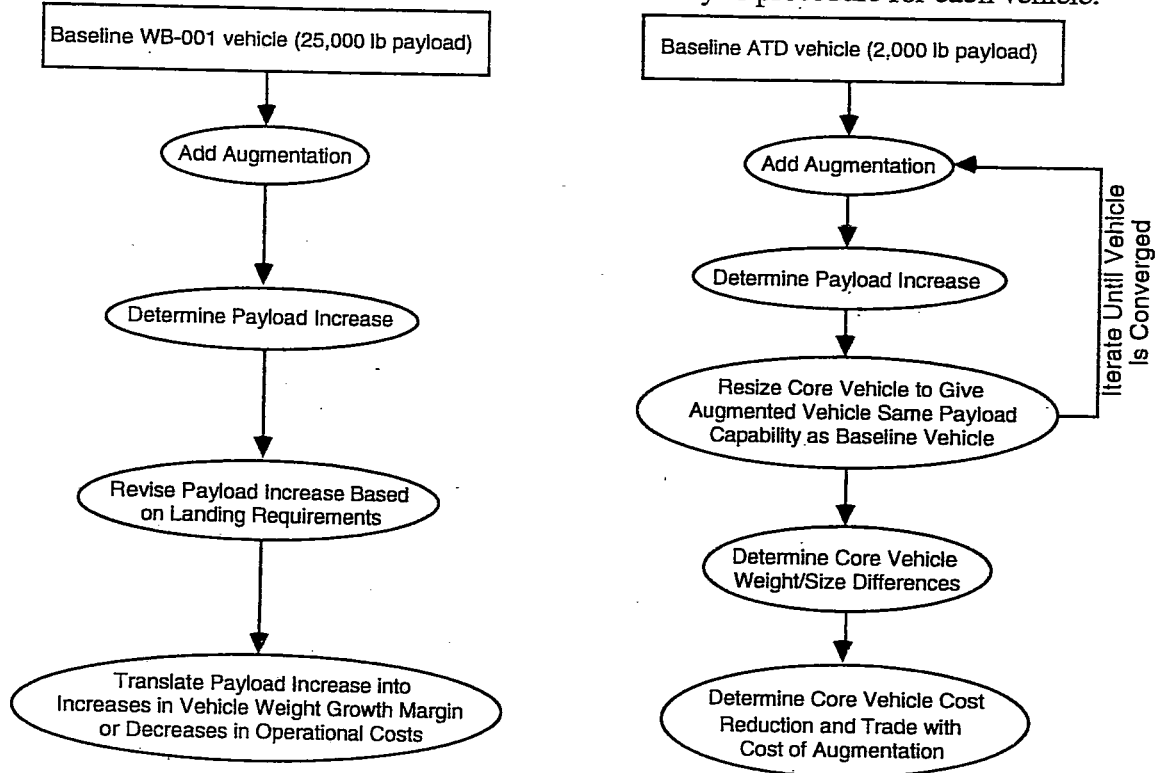 for each vehicle.
Baseline WB-001 vehicle (25,000 lb payload)
Add Augmentation
Determine Payload Increase
Revise Payload Increase Based
on Landing Requirements
Translate Payload Increase into
Increases in Vehicle Weight Growth Margin
or Decreases in Operational Costs
Baseline ATD vehicle (2,000 lb payload)
Add Augmentation
Determine Payload Increase
Resize Core Vehicle to Give
Augmented Vehicle Same Payload
Capability as Baseline Vehicle
Iterate Until Vehicle
Is Converged
Determine Core Vehicle
Weight/Size Differences
Determine Core Vehicle Cost
Reduction and Trade with
Cost of Augmentation